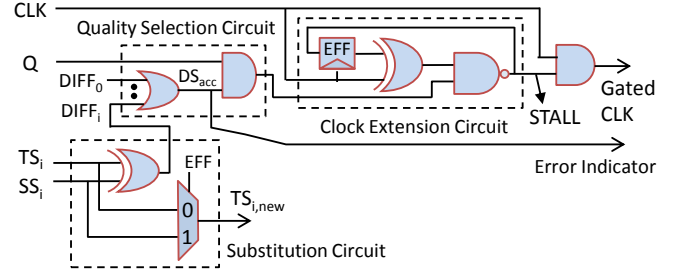 CLK
Quality Selection Circuit
EFF
Q
DIFF0
DSacc
DIFFi
Gated
CLK
STALL
Clock Extension Circuit
Error Indicator
TSi
SSi
EFF
0
1
TSi,new
Substitution Circuit